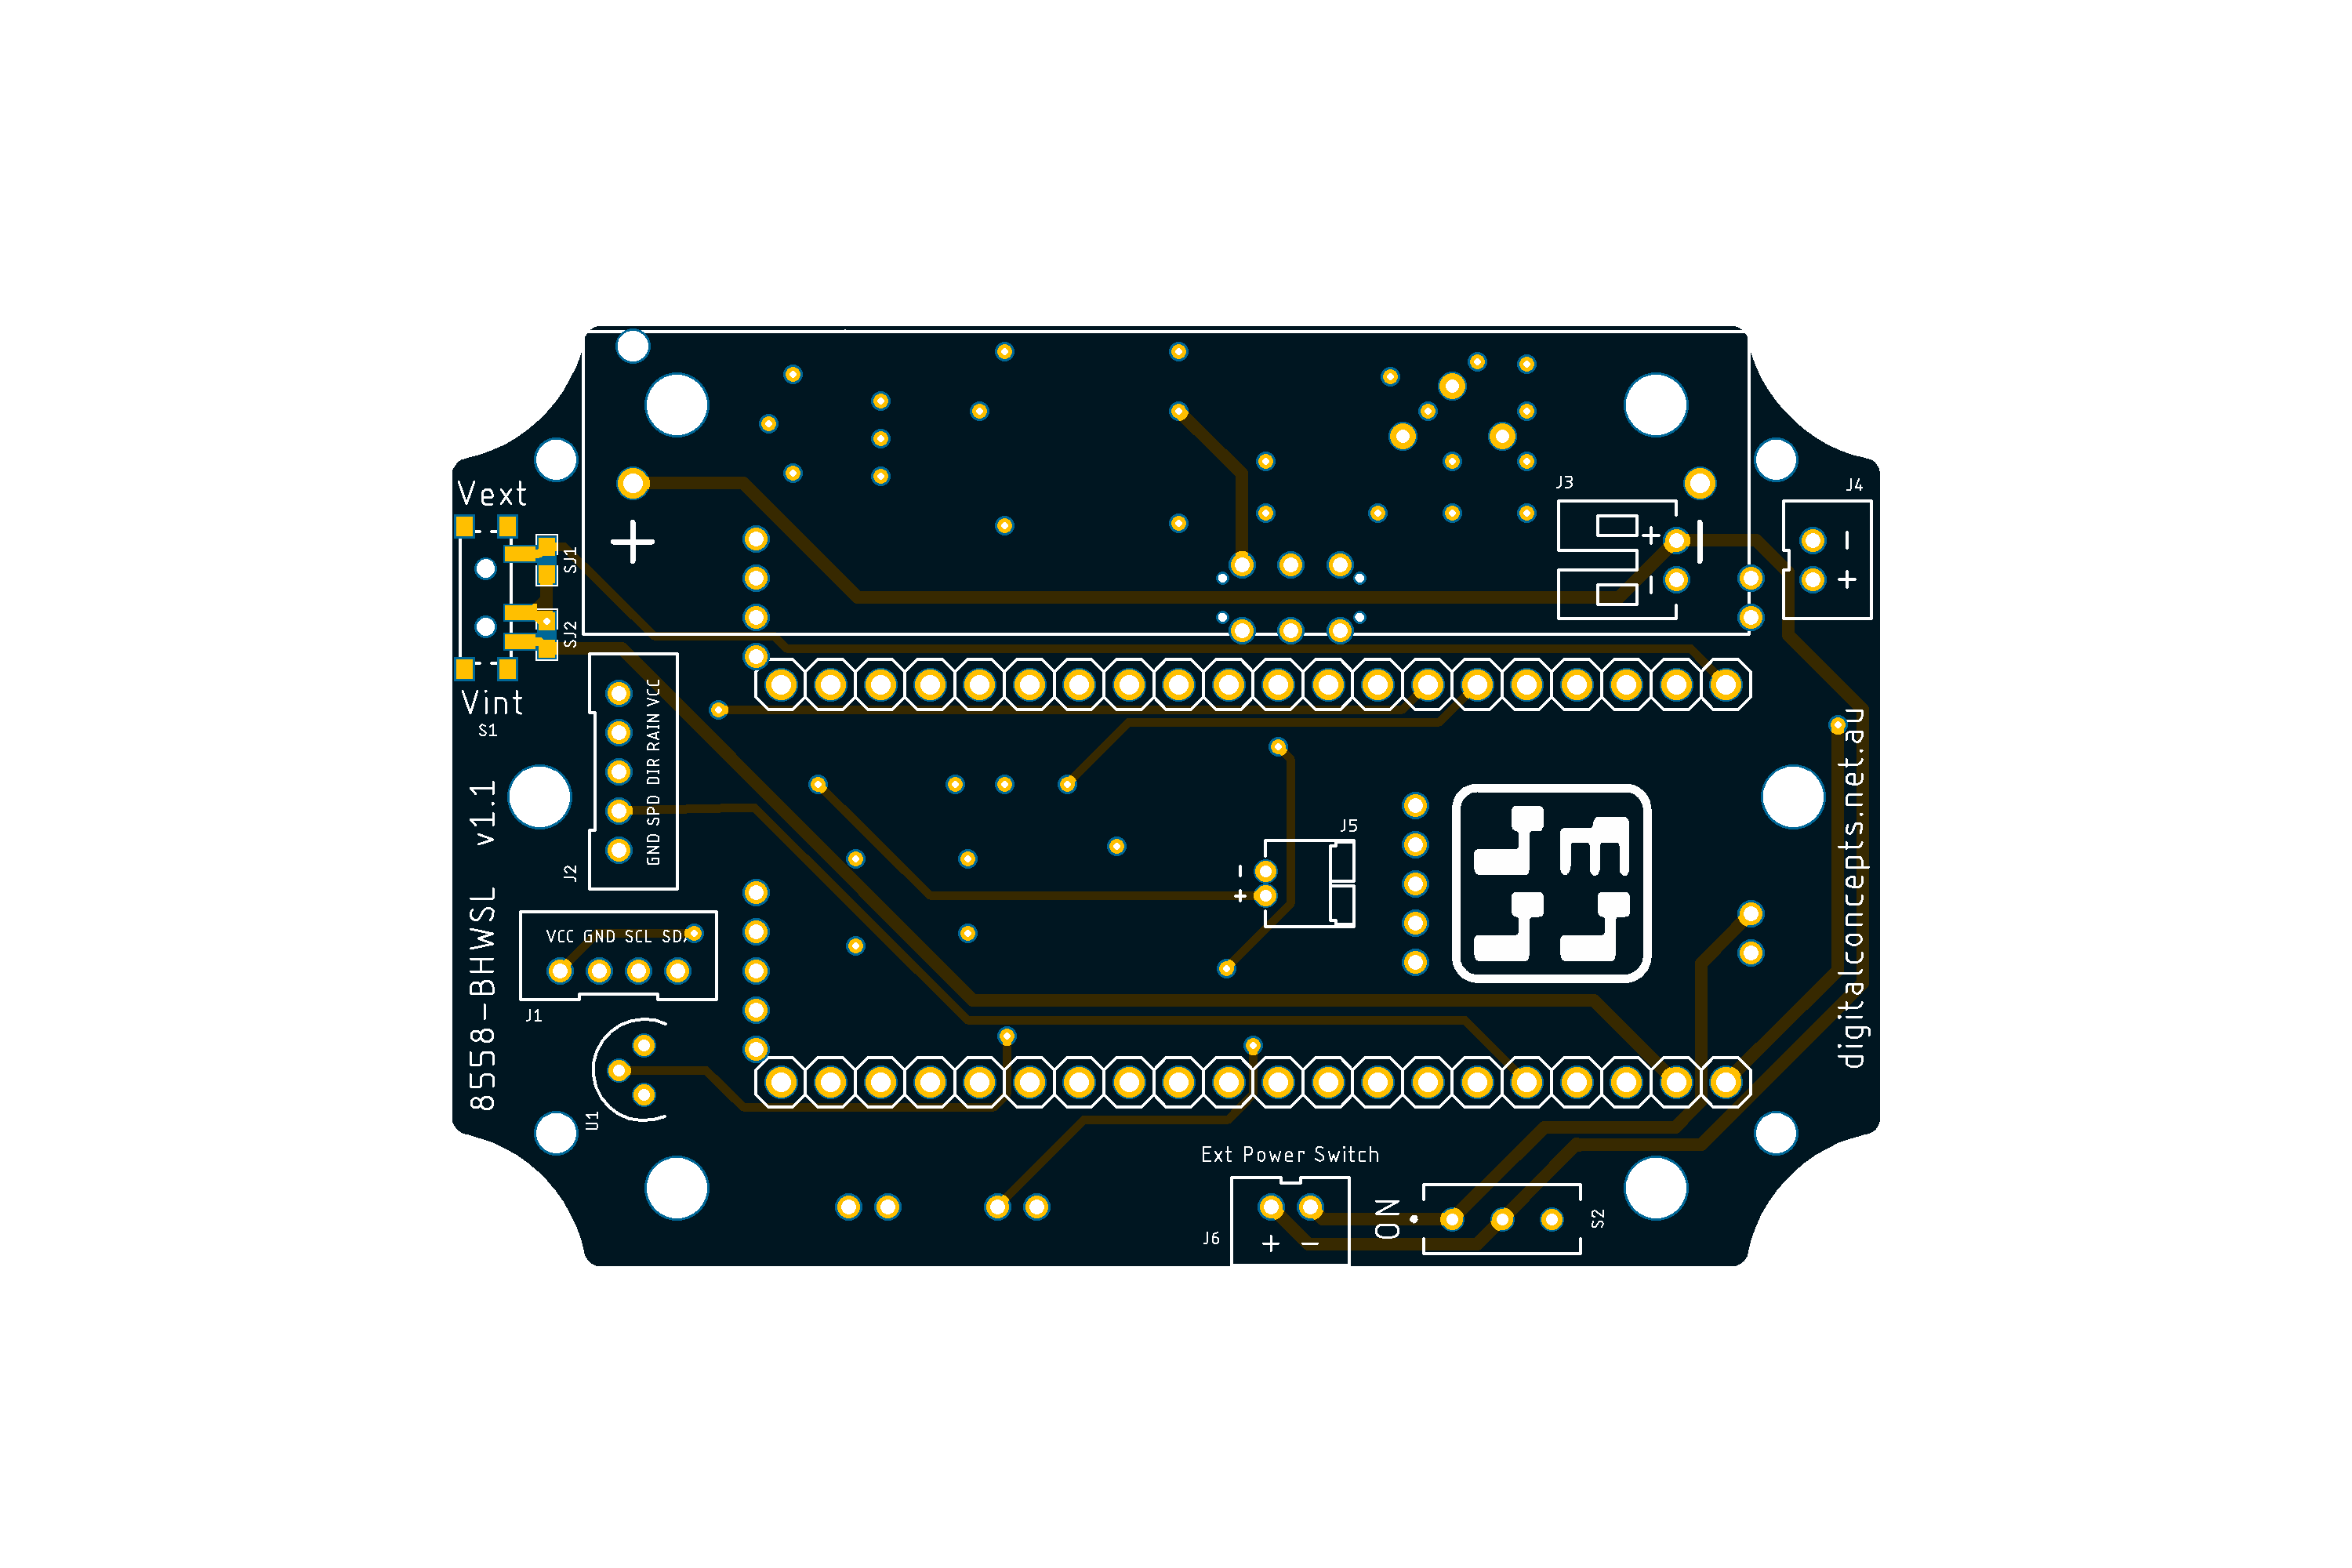 Vext
SJ1
SJ2
Vint
S1
+
J3
+
-
J4
-
+
VCC
RAIN
DIR
SPD
GND
J2
J5
-
+
VCC GND SCL SDA
J1
U1
8558-BHWSL v1.1
digitalconcepts.net.au
Ext Power Switch
J6
+ -
ON
S2